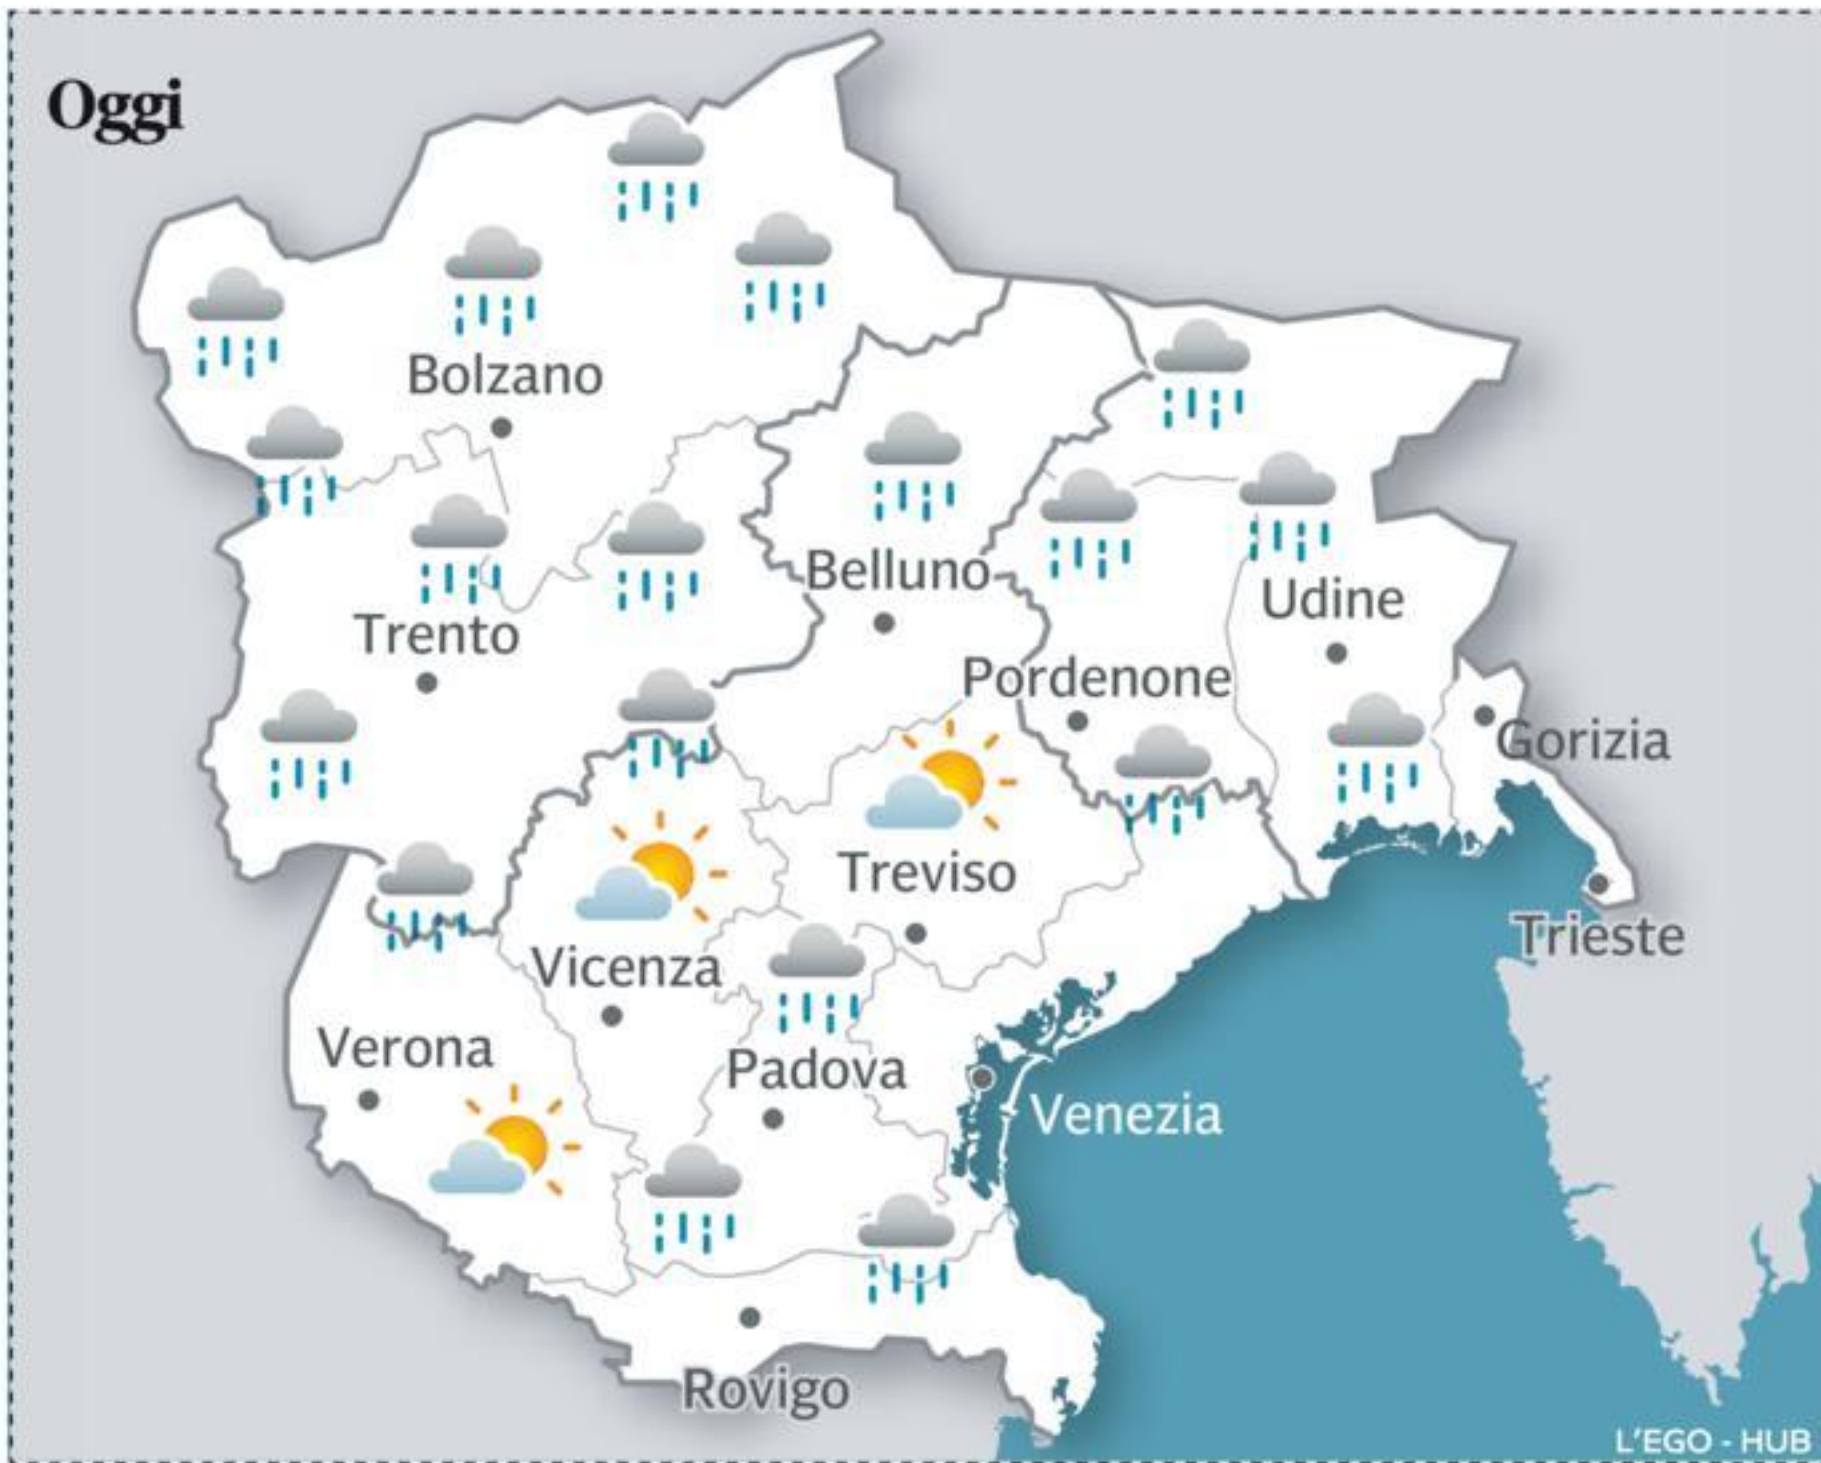 Oggi
Bolzano
Belluno
Udine
Trento
Pordenone
Gorizia
Treviso
Trieste
Vicenza
Verona
Padova
Venezia
Rovigo
L'EGO - HUB